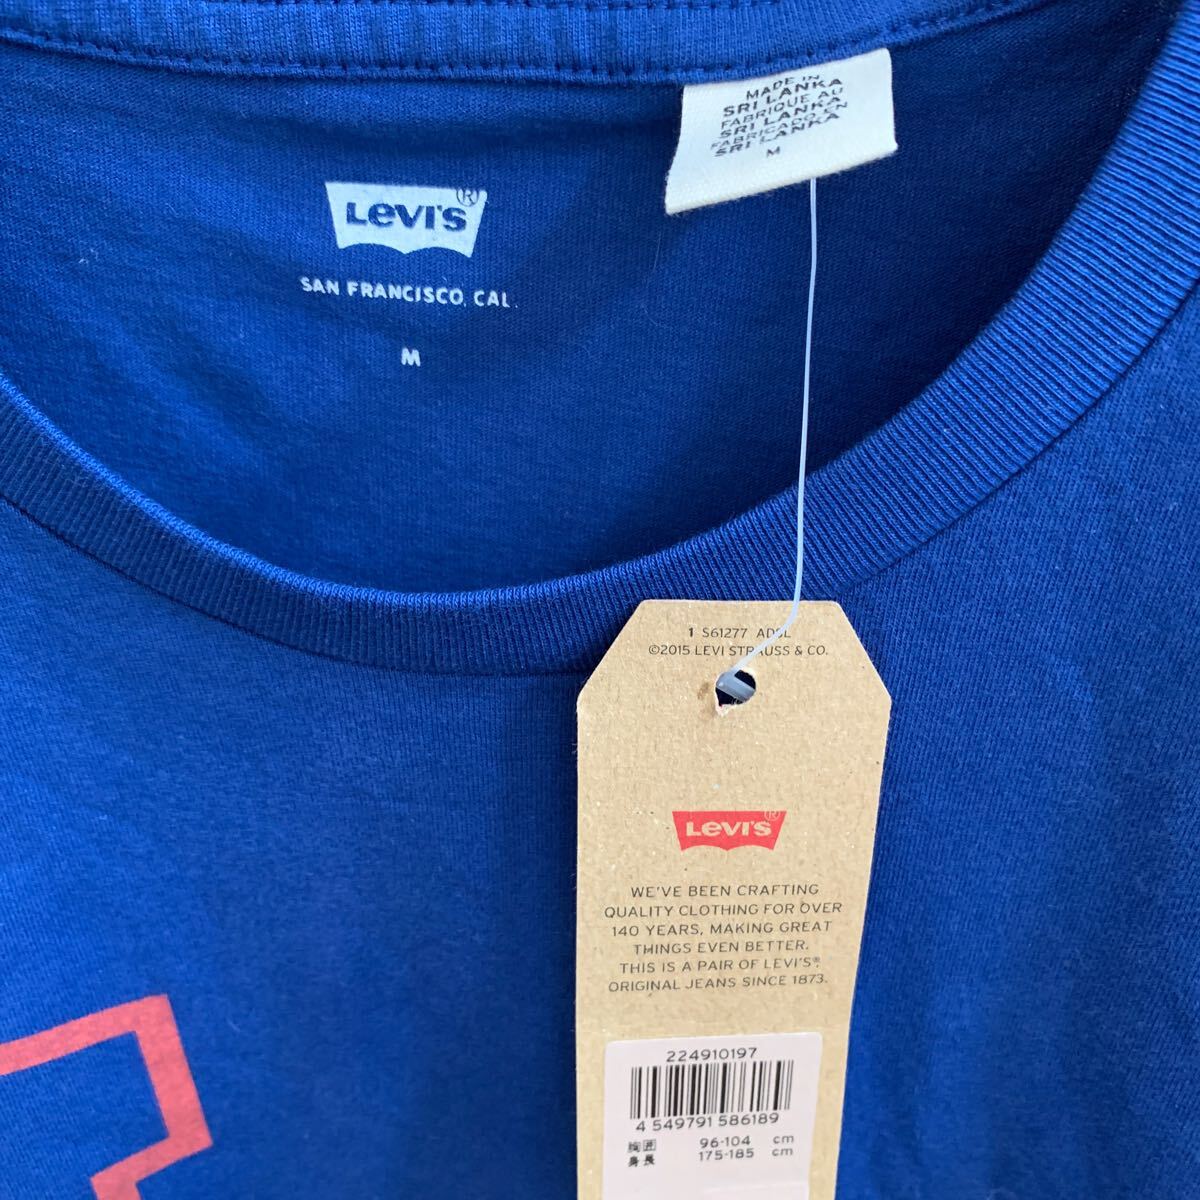 MADE IN
SRI LANKA
FABRIQUE AU
SRI LANKA
FABRICADO EN
SRI LANKA
M
LEVI'S®
SAN FRANCISCO, CAL.
M
1 S61277 ADSL
©2015 LEVI STRAUSS & CO.
LEVI'S®
WE'VE BEEN CRAFTING
QUALITY CLOTHING FOR OVER
140 YEARS, MAKING GREAT
THINGS EVEN BETTER.
THIS IS A PAIR OF LEVI'S®
ORIGINAL JEANS SINCE 1873.
224910197
4 549791 586189
胸囲 96-104 cm
身長 175-185 cm